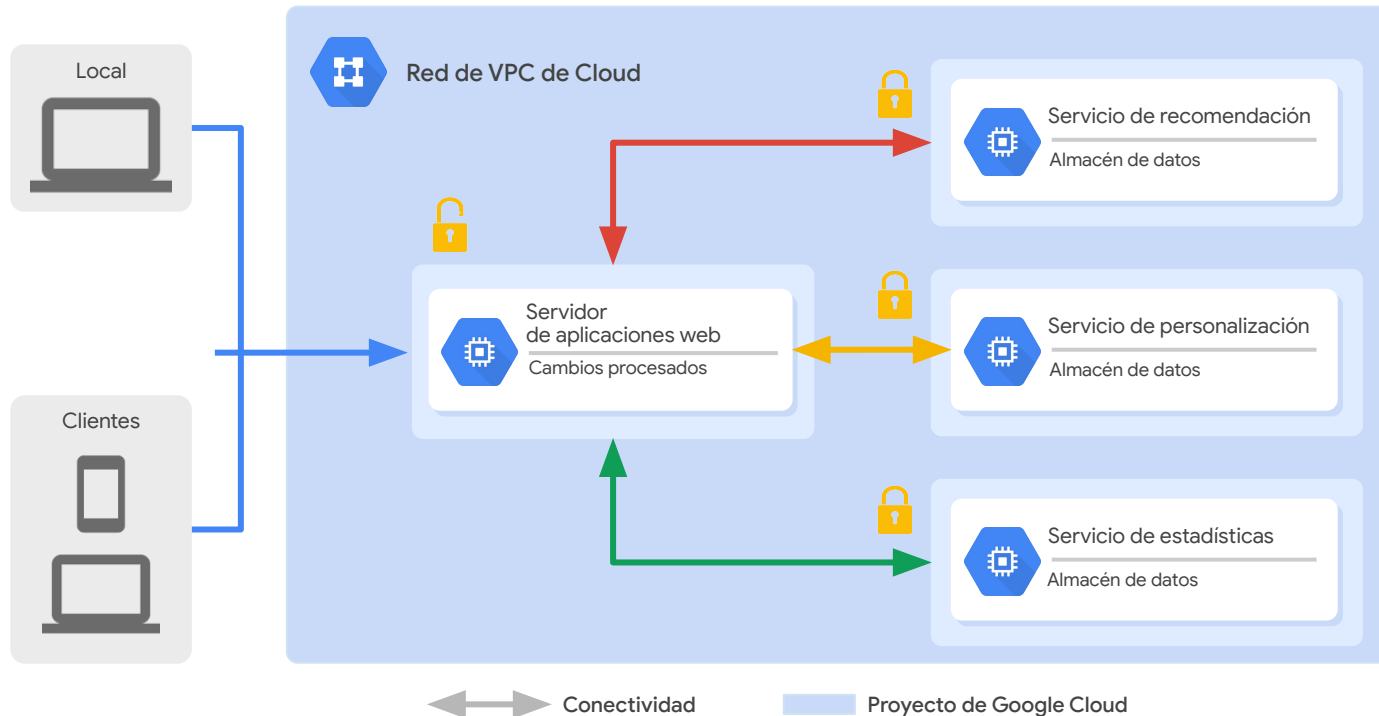 Local
Clientes
Red de VPC de Cloud
Servidor
de aplicaciones web
Cambios procesados
Servicio de recomendación
Almacén de datos
Servicio de personalización
Almacén de datos
Servicio de estadísticas
Almacén de datos
Conectividad
Proyecto de Google Cloud